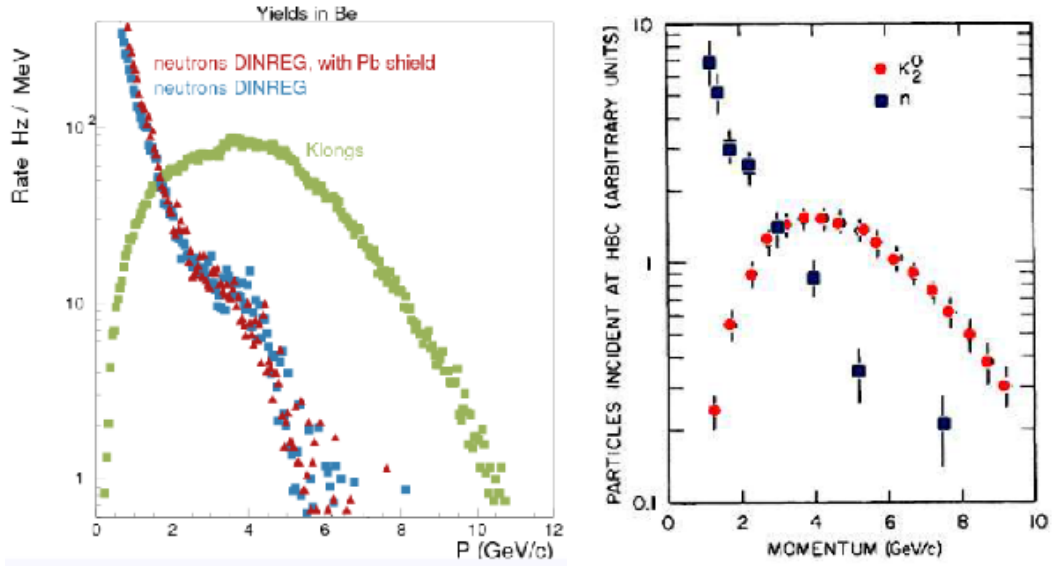 Yields in Be
Rate Hz / MeV
neutrons DINREG, with Pb shield
neutrons DINREG
Klongs
10²
10
1
0
2
4
6
8
10
12
P (GeV/c)
PARTICLES INCIDENT AT HBC (ARBITRARY UNITS)
K₂⁰
n
10
1
0.1
0
2
4
6
8
10
MOMENTUM (GeV/c)